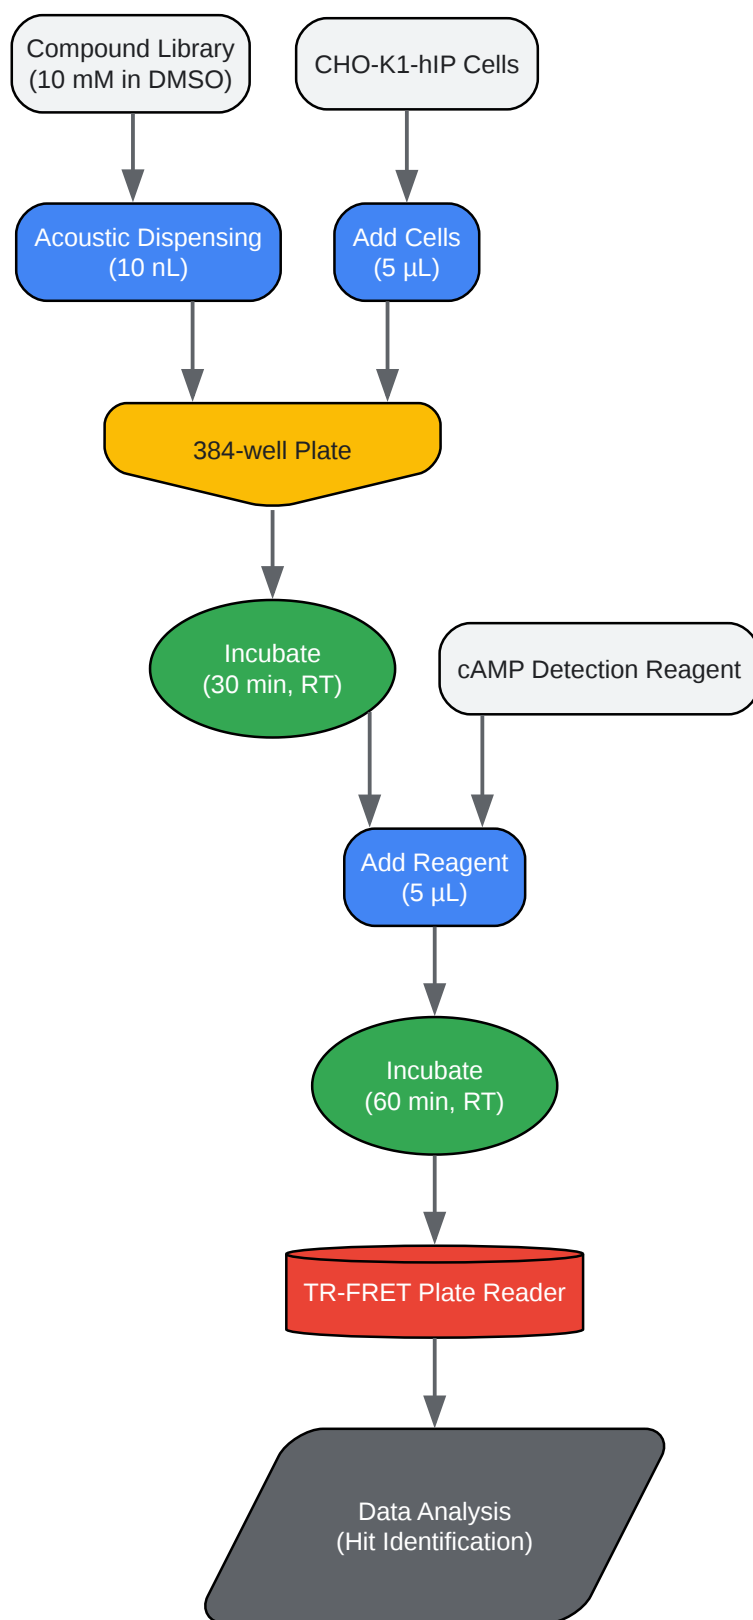 Compound Library
(10 mM in DMSO)
CHO-K1-hIP Cells
Acoustic Dispensing
(10 nL)
Add Cells
(5 µL)
384-well Plate
Incubate
(30 min, RT)
cAMP Detection Reagent
Add Reagent
(5 µL)
Incubate
(60 min, RT)
TR-FRET Plate Reader
Data Analysis
(Hit Identification)